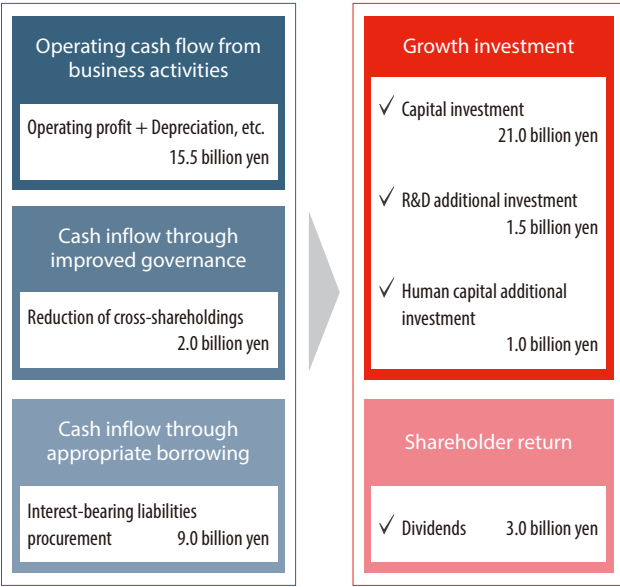 Operating cash flow from
business activities
Operating profit + Depreciation, etc.
15.5 billion yen
Cash inflow through
improved governance
Reduction of cross-shareholdings
2.0 billion yen
Cash inflow through
appropriate borrowing
Interest-bearing liabilities
procurement 9.0 billion yen
Growth investment
✓ Capital investment
21.0 billion yen
✓ R&D additional investment
1.5 billion yen
✓ Human capital additional
investment
1.0 billion yen
Shareholder return
✓ Dividends 3.0 billion yen